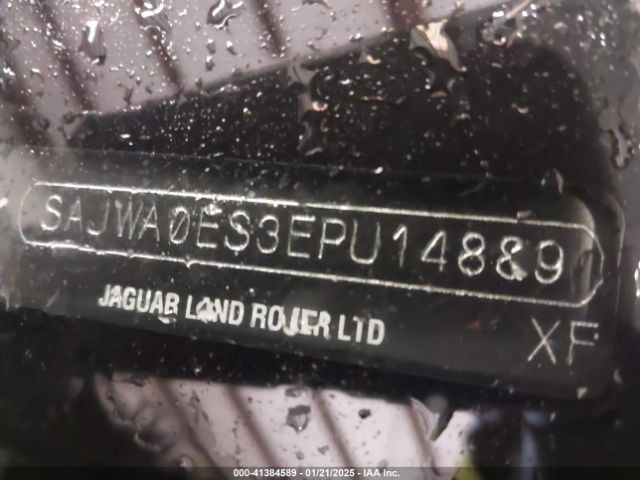 SAJWA0ES3EPU14889
JAGUAR LAND ROVER LTD
XF
000-41384589 - 01/21/2025 - IAA Inc.